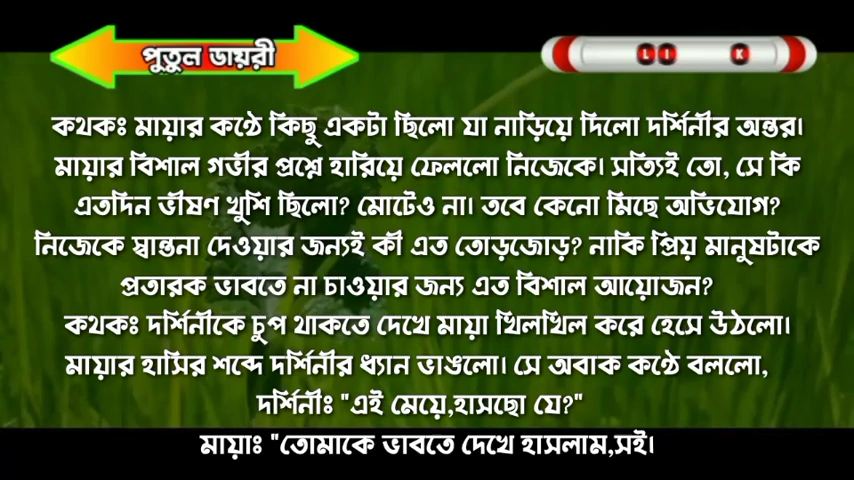 পুতুল ডায়রী
L I K
কথকঃ মায়ার কণ্ঠে কিছু একটা ছিলো যা নাড়িয়ে দিলো দর্শিনীর অন্তর।
মায়ার বিশাল গভীর প্রশ্নে হারিয়ে ফেললো নিজেকে। সত্যিই তো, সে কি
এতদিন ভীষণ খুশি ছিলো? মোটেও না। তবে কেনো মিছে অভিযোগ?
নিজেকে স্বান্তনা দেওয়ার জন্যই কী এত তোড়জোড়? নাকি প্রিয় মানুষটাকে
প্রতারক ভাবতে না চাওয়ার জন্য এত বিশাল আয়োজন?
কথকঃ দর্শিনীকে চুপ থাকতে দেখে মায়া খিলখিল করে হেসে উঠলো।
মায়ার হাসির শব্দে দর্শিনীর ধ্যান ভাঙলো। সে অবাক কণ্ঠে বললো,
দর্শিনীঃ "এই মেয়ে,হাসছো যে?"
মায়াঃ "তোমাকে ভাবতে দেখে হাসলাম,সই।